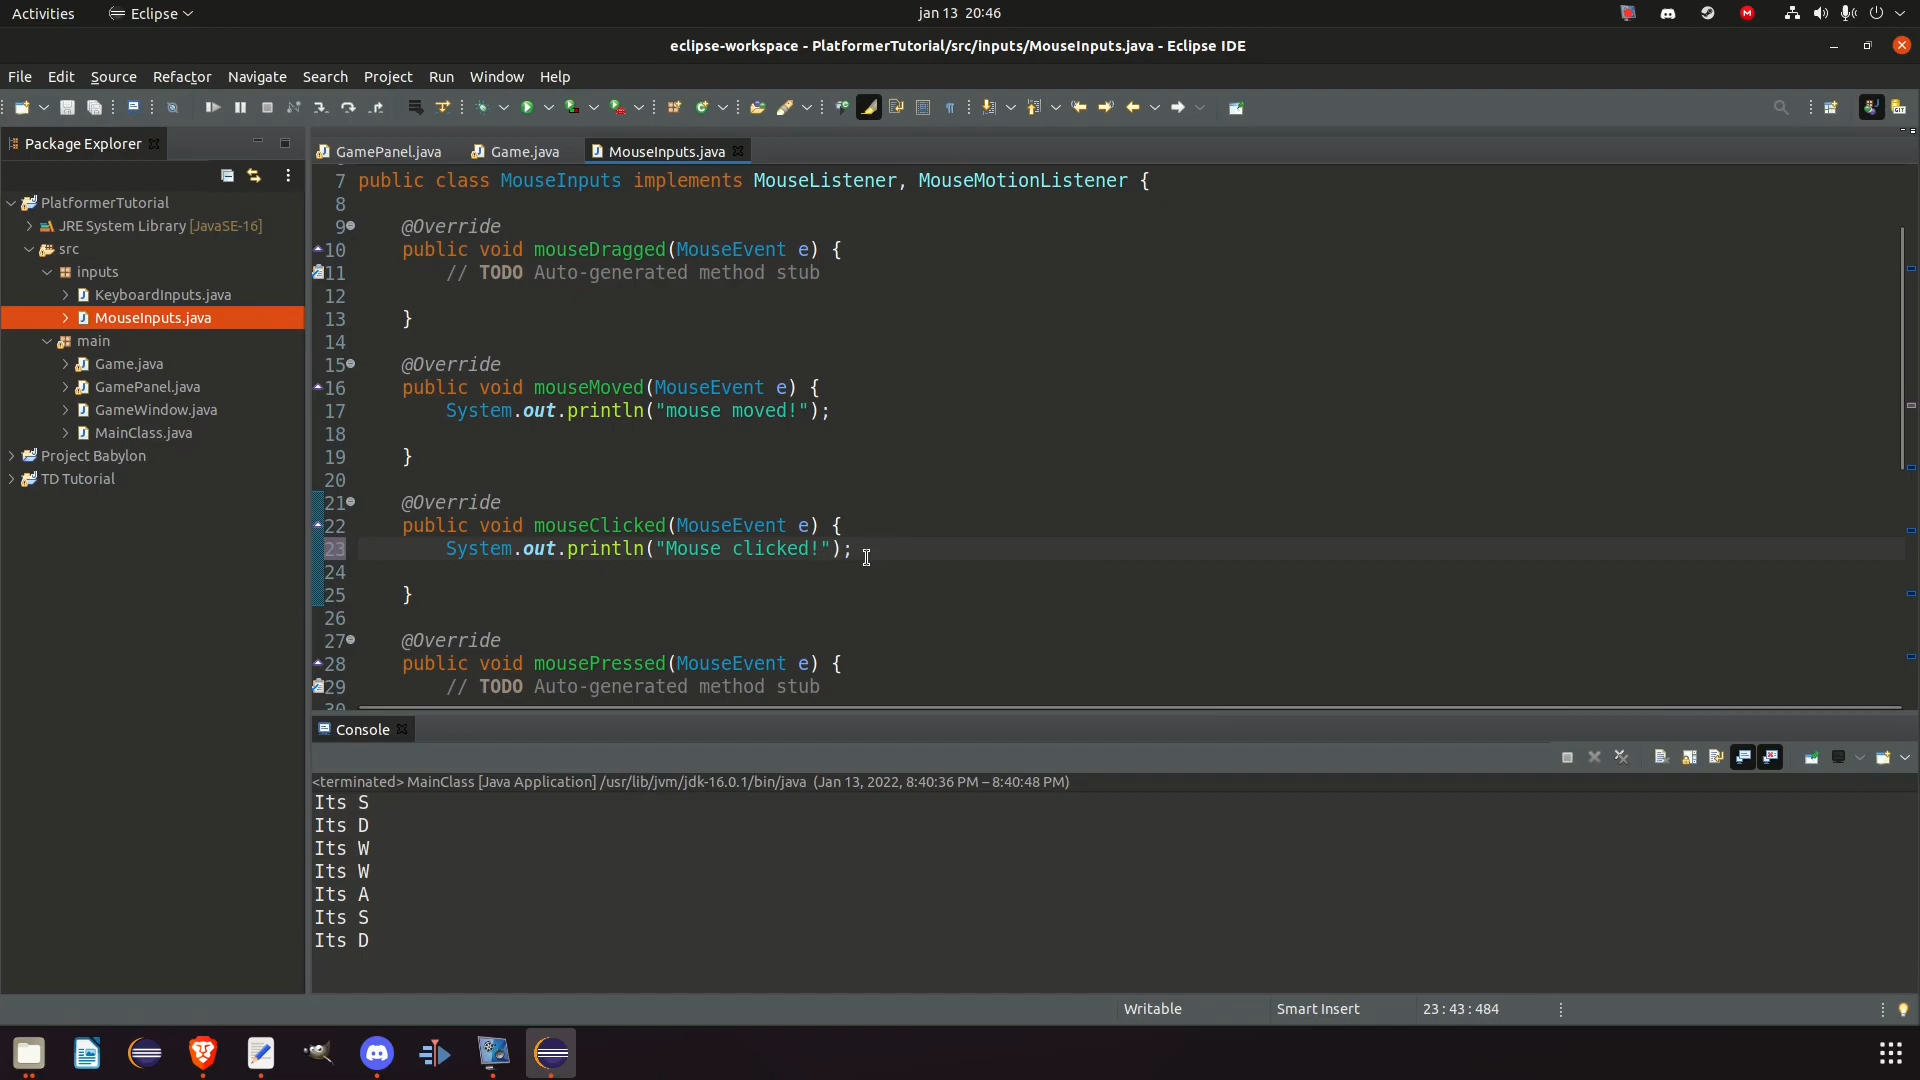 Activities Eclipse jan 13 20:46
eclipse-workspace - PlatformerTutorial/src/inputs/MouseInputs.java - Eclipse IDE
File Edit Source Refactor Navigate Search Project Run Window Help
Package Explorer
PlatformerTutorial
JRE System Library [JavaSE-16]
src
inputs
KeyboardInputs.java
MouseInputs.java
main
Game.java
GamePanel.java
GameWindow.java
MainClass.java
Project Babylon
TD Tutorial
GamePanel.java Game.java MouseInputs.java
7 public class MouseInputs implements MouseListener, MouseMotionListener {
8
9 @Override
10 public void mouseDragged(MouseEvent e) {
11 // TODO Auto-generated method stub
12
13 }
14
15 @Override
16 public void mouseMoved(MouseEvent e) {
17 System.out.println("mouse moved!");
18
19 }
20
21 @Override
22 public void mouseClicked(MouseEvent e) {
23 System.out.println("Mouse clicked!");
24
25 }
26
27 @Override
28 public void mousePressed(MouseEvent e) {
29 // TODO Auto-generated method stub
30
Console
<terminated> MainClass [Java Application] /usr/lib/jvm/jdk-16.0.1/bin/java (Jan 13, 2022, 8:40:36 PM – 8:40:48 PM)
Its S
Its D
Its W
Its W
Its A
Its S
Its D
Writable Smart Insert 23 : 43 : 484